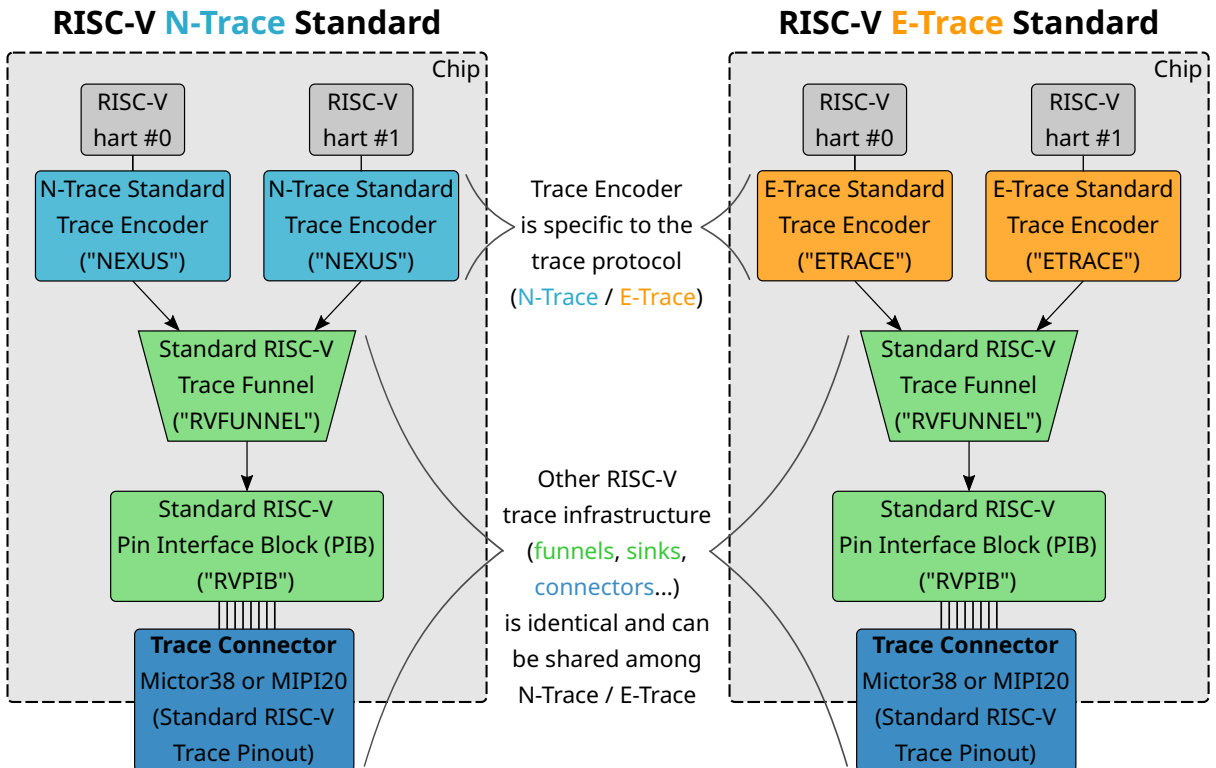 RISC-V N-Trace Standard
Chip
RISC-V
hart #0
RISC-V
hart #1
N-Trace Standard
Trace Encoder
("NEXUS")
N-Trace Standard
Trace Encoder
("NEXUS")
Standard RISC-V
Trace Funnel
("RVFUNNEL")
Standard RISC-V
Pin Interface Block (PIB)
("RVPIB")
Trace Connector
Mictor38 or MIPI20
(Standard RISC-V
Trace Pinout)
Trace Encoder
is specific to the
trace protocol
(N-Trace / E-Trace)
Other RISC-V
trace infrastructure
(funnels, sinks,
connectors...)
is identical and can
be shared among
N-Trace / E-Trace
RISC-V E-Trace Standard
Chip
RISC-V
hart #0
RISC-V
hart #1
E-Trace Standard
Trace Encoder
("ETRACE")
E-Trace Standard
Trace Encoder
("ETRACE")
Standard RISC-V
Trace Funnel
("RVFUNNEL")
Standard RISC-V
Pin Interface Block (PIB)
("RVPIB")
Trace Connector
Mictor38 or MIPI20
(Standard RISC-V
Trace Pinout)